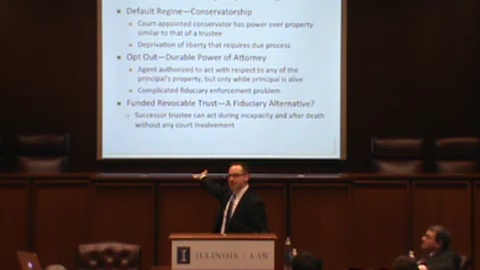 Default Regime—Conservatorship
Court-appointed conservator has power over property
similar to that of a trustee
Deprivation of liberty that requires due process
Opt Out—Durable Power of Attorney
Agent authorized to act with respect to any of the
principal's property, but only while principal is alive
Complicated fiduciary enforcement problem
Funded Revocable Trust—A Fiduciary Alternative?
Successor trustee can act during incapacity and after death
without any court involvement
I ILLINOIS LAW